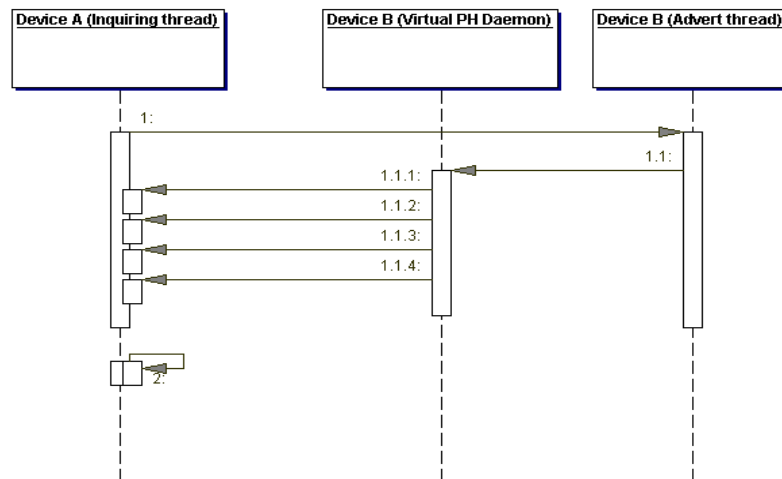 Device A (Inquiring thread)
Device B (Virtual PH Daemon)
Device B (Advert thread)
1:
1.1:
1.1.1:
1.1.2:
1.1.3:
1.1.4:
2: